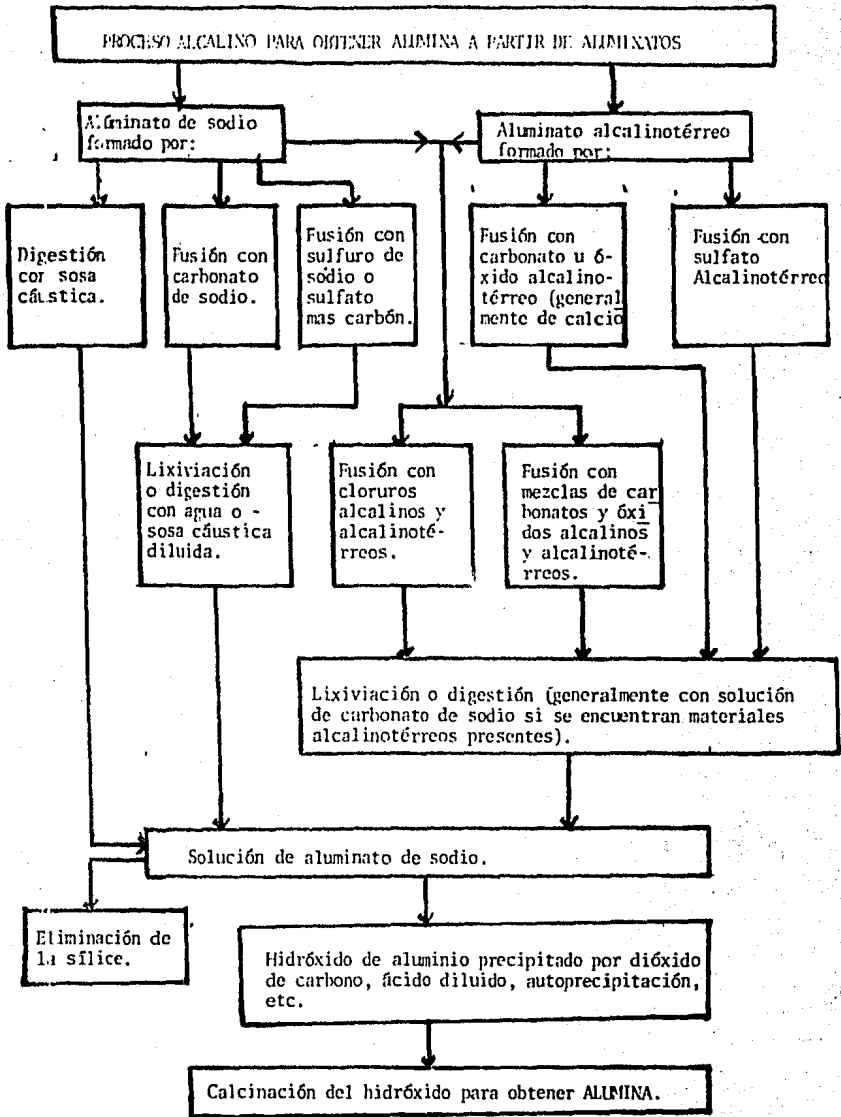 PROCESO ALCALINO PARA OBTENER ALUMINA A PARTIR DE ALUMINATOS
Aluminato de sodio
formado por:
Aluminato alcalinotérreo
formado por:
Digestión
con sosa
cáustica.
Fusión con
carbonato
de sodio.
Fusión con
sulfuro de
sodio o
sulfato
mas carbón.
Fusión con
carbonato u ó-
xido alcalino-
térreo (general
mente de calcio
Fusión con
sulfato
Alcalinotérreo
Lixiviación
o digestión
con agua o -
sosa cáustica
diluida.
Fusión con
cloruros
alcalinos y
alcalinoté-
rreos.
Fusión con
mezclas de car
bonatos y óxi
dos alcalinos
y alcalinoté-
rreos.
Lixiviación o digestión (generalmente con solución
de carbonato de sodio si se encuentran materiales
alcalinotérreos presentes).
Solución de aluminato de sodio.
Eliminación de
la sílice.
Hidróxido de aluminio precipitado por dióxido
de carbono, ácido diluido, autoprecipitación,
etc.
Calcinación del hidróxido para obtener ALUMINA.